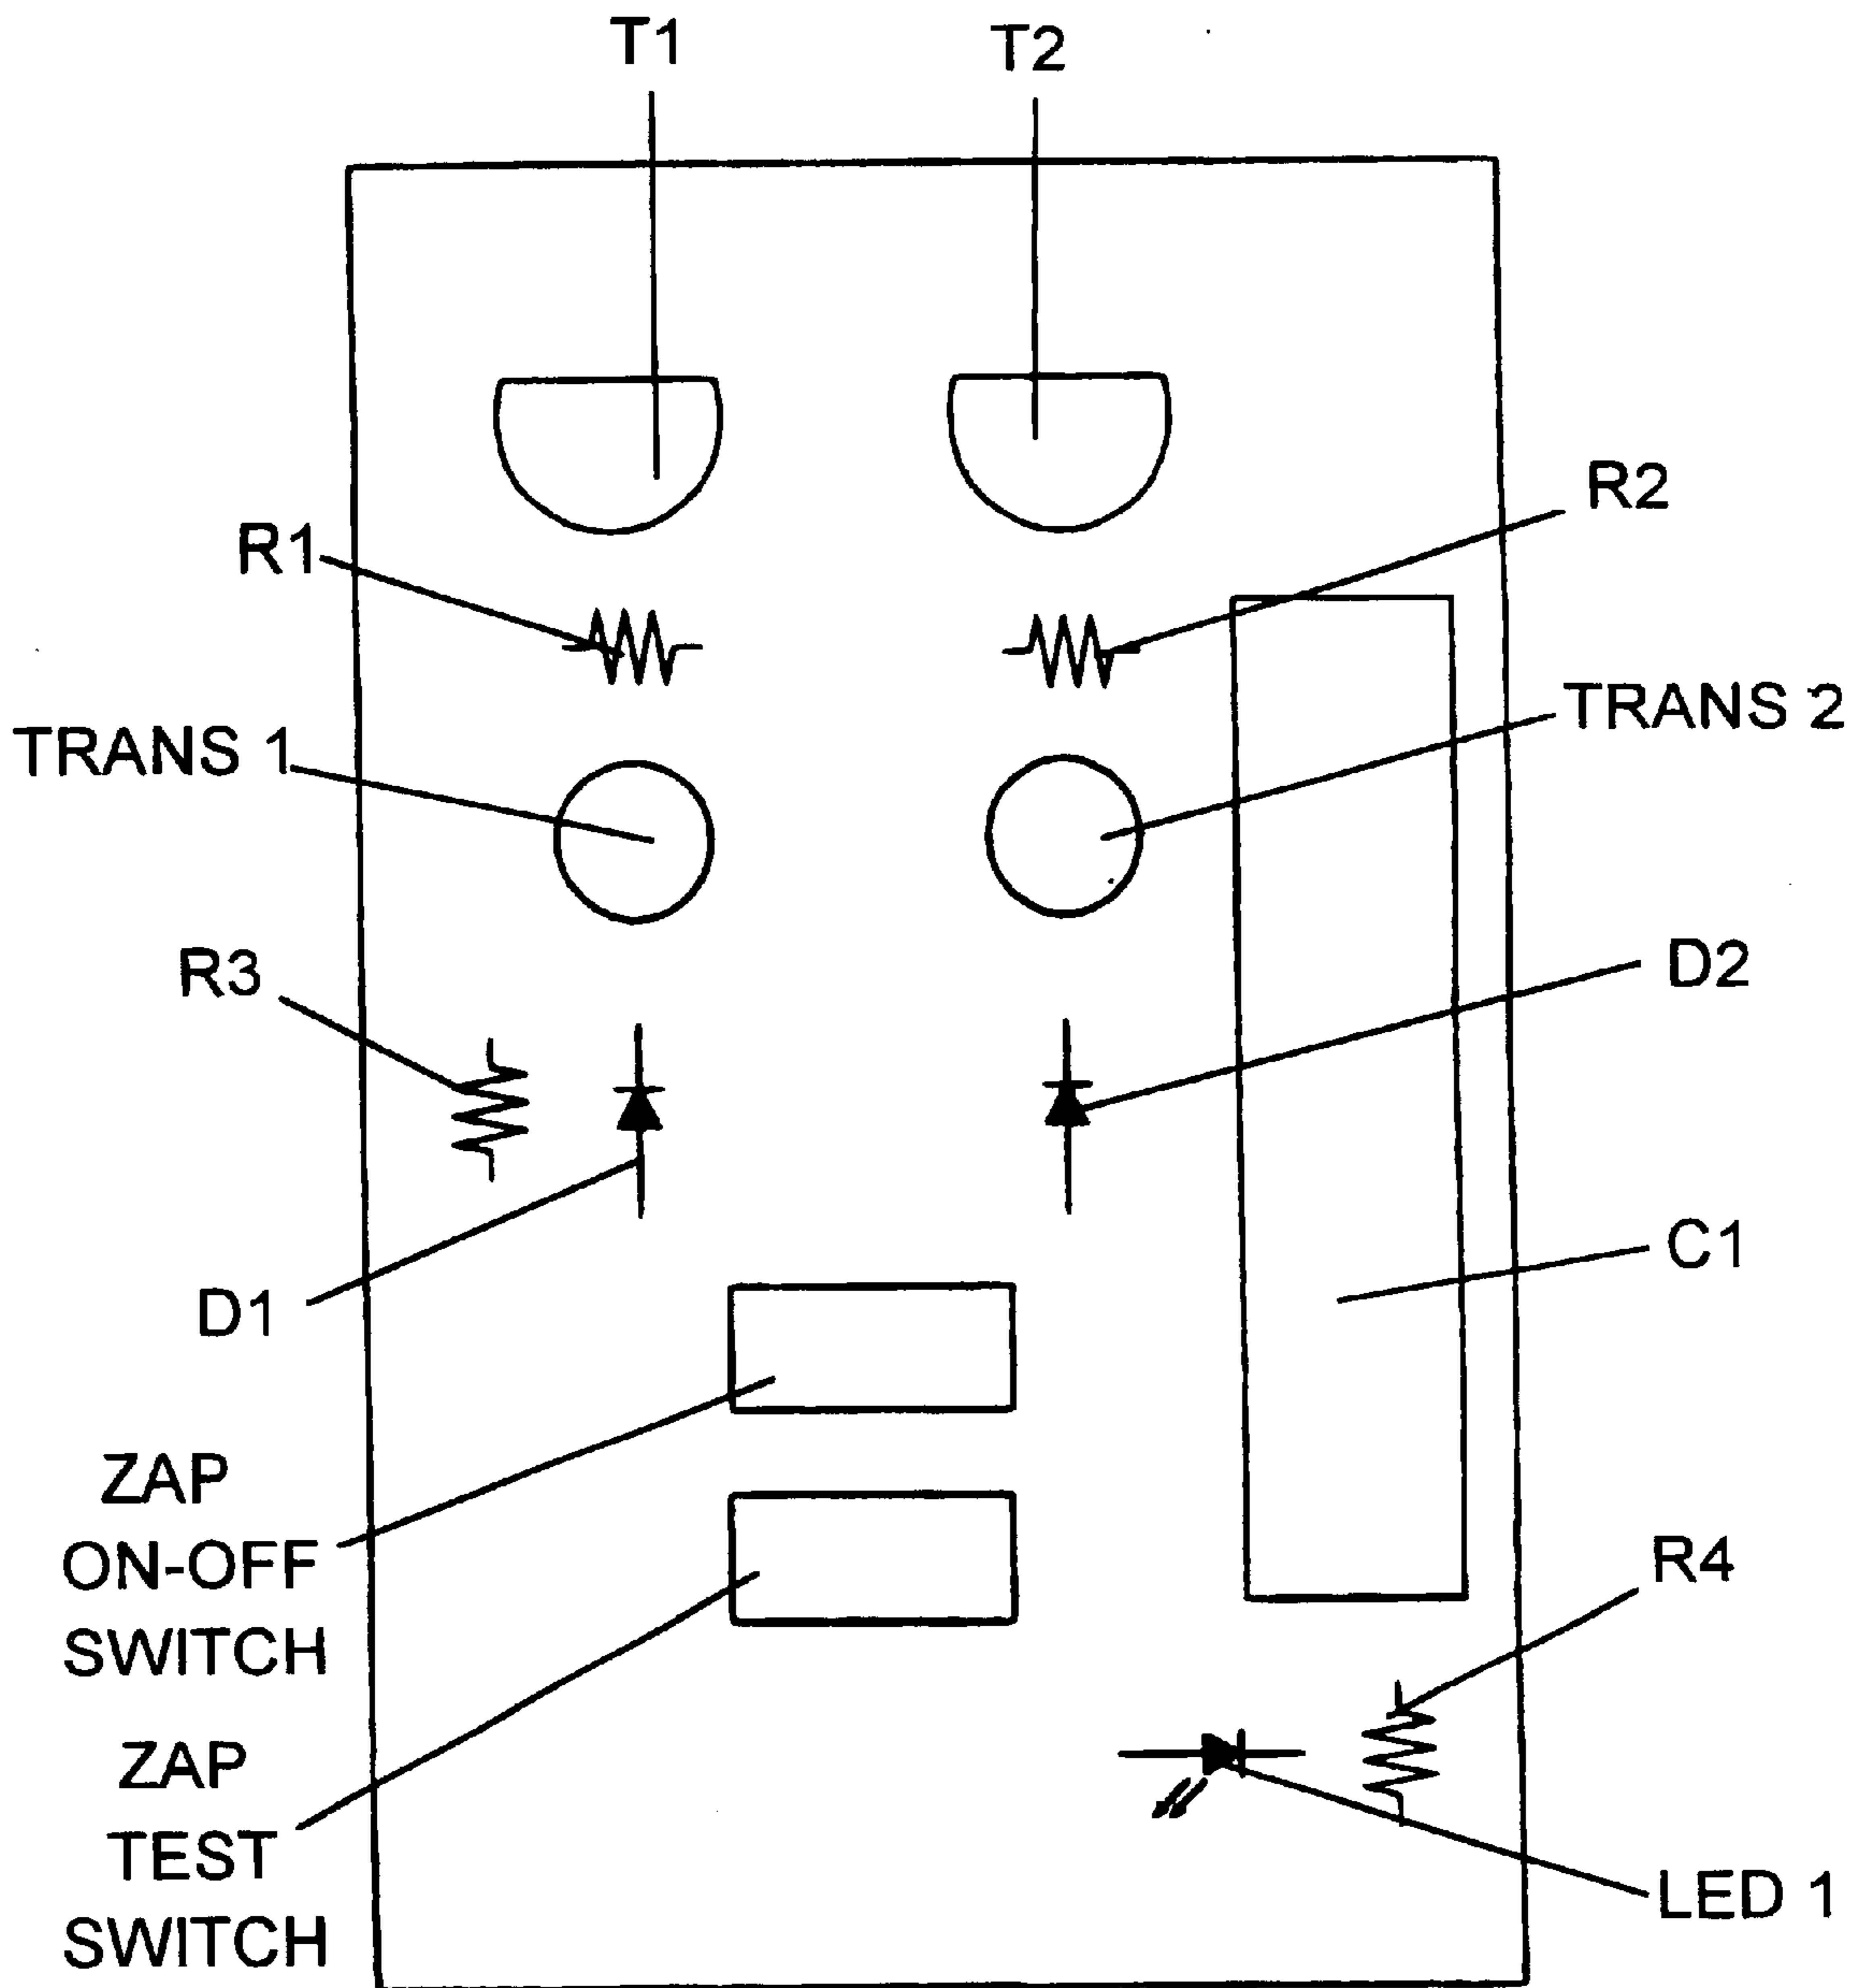 T1
T2
R1
R2
TRANS 1
TRANS 2
R3
D2
D1
C1
ZAP
ON-OFF
SWITCH
R4
ZAP
TEST
SWITCH
LED 1